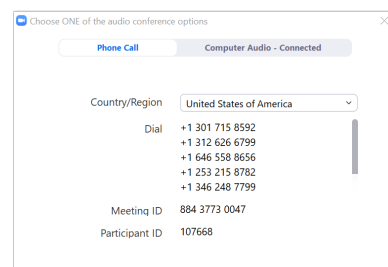 Choose ONE of the audio conference options
Phone Call Computer Audio - Connected
Country/Region United States of America
Dial +1 301 715 8592
+1 312 626 6799
+1 646 558 8656
+1 253 215 8782
+1 346 248 7799
Meeting ID 884 3773 0047
Participant ID 107668